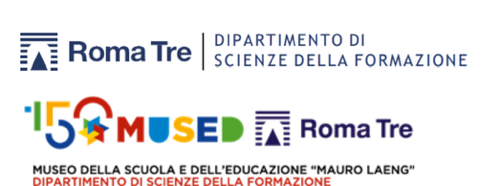 Roma Tre
DIPARTIMENTO DI
SCIENZE DELLA FORMAZIONE
150 MUSED
Roma Tre
MUSEO DELLA SCUOLA E DELL'EDUCAZIONE "MAURO LAENG"
DIPARTIMENTO DI SCIENZE DELLA FORMAZIONE